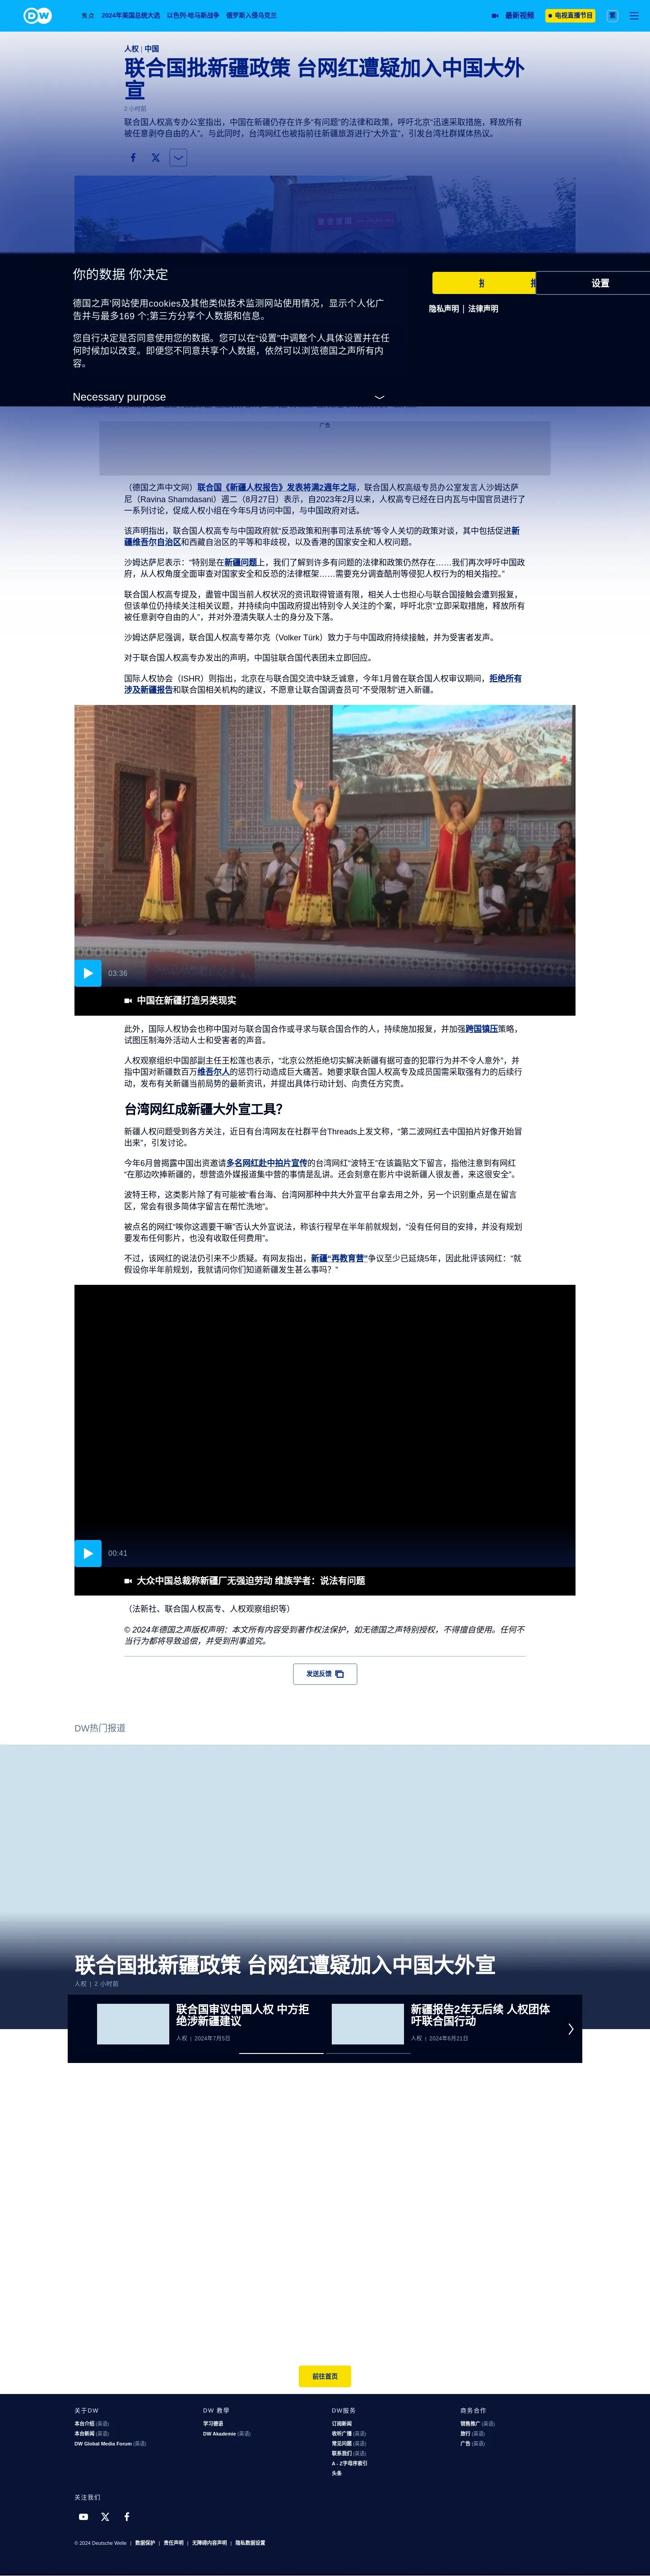 DW
焦点
2024年美国总统大选
以色列-哈马斯战争
俄罗斯入侵乌克兰
最新视频
电视直播节目
繁
人权 | 中国
联合国批新疆政策 台网红遭疑加入中国大外
宣
2 小时前
联合国人权高专办公室指出，中国在新疆仍存在许多“有问题”的法律和政策，呼吁北京“迅速采取措施，释放所有
被任意剥夺自由的人”。与此同时，台湾网红也被指前往新疆旅游进行“大外宣”，引发台湾社群媒体热议。
你的数据 你决定
德国之声'网站使用cookies及其他类似技术监测网站使用情况，显示个人化广
告并与最多169 个;第三方分享个人数据和信息。
您自行决定是否同意使用您的数据。您可以在“设置”中调整个人具体设置并在任
何时候加以改变。即便您不同意共享个人数据，依然可以浏览德国之声所有内
容。
设置
隐私声明 | 法律声明
Necessary purpose
广告
（德国之声中文网）联合国《新疆人权报告》发表将满2週年之际，联合国人权高级专员办公室发言人沙姆达萨
尼（Ravina Shamdasani）週二（8月27日）表示，自2023年2月以来，人权高专已经在日内瓦与中国官员进行了
一系列讨论，促成人权小组在今年5月访问中国，与中国政府对话。
该声明指出，联合国人权高专与中国政府就“反恐政策和刑事司法系统”等令人关切的政策对谈，其中包括促进新
疆维吾尔自治区和西藏自治区的平等和非歧视，以及香港的国家安全和人权问题。
沙姆达萨尼表示：“特别是在新疆问题上，我们了解到许多有问题的法律和政策仍然存在……我们再次呼吁中国政
府，从人权角度全面审查对国家安全和反恐的法律框架……需要充分调查酷刑等侵犯人权行为的相关指控。”
联合国人权高专提及，盡管中国当前人权状况的资讯取得管道有限，相关人士也担心与联合国接触会遭到报复，
但该单位仍持续关注相关议题，并持续向中国政府提出特别令人关注的个案，呼吁北京“立即采取措施，释放所有
被任意剥夺自由的人”，并对外澄清失联人士的身分及下落。
沙姆达萨尼强调，联合国人权高专蒂尔克（Volker Türk）致力于与中国政府持续接触，并为受害者发声。
对于联合国人权高专办发出的声明，中国驻联合国代表团未立即回应。
国际人权协会（ISHR）则指出，北京在与联合国交流中缺乏诚意，今年1月曾在联合国人权审议期间，拒绝所有
涉及新疆报告和联合国相关机构的建议，不愿意让联合国调查员可“不受限制”进入新疆。
03:36
中国在新疆打造另类现实
此外，国际人权协会也称中国对与联合国合作或寻求与联合国合作的人，持续施加报复，并加强跨国镇压策略，
试图压制海外活动人士和受害者的声音。
人权观察组织中国部副主任王松莲也表示，“北京公然拒绝切实解决新疆有据可查的犯罪行为并不令人意外”，并
指中国对新疆数百万维吾尔人的惩罚行动造成巨大痛苦。她要求联合国人权高专及成员国需采取强有力的后续行
动，发布有关新疆当前局势的最新资讯，并提出具体行动计划、向责任方究责。
台湾网红成新疆大外宣工具？
新疆人权问题受到各方关注，近日有台湾网友在社群平台Threads上发文称，“第二波网红去中国拍片好像开始冒
出来”，引发讨论。
今年6月曾揭露中国出资邀请多名网红赴中拍片宣传的台湾网红“波特王”在该篇贴文下留言，指他注意到有网红
“在那边吹捧新疆的，想营造外媒报道集中营的事情是乱讲。还会刻意在影片中说新疆人很友善，来这很安全”。
波特王称，这类影片除了有可能被“看台海、台湾网那种中共大外宣平台拿去用之外，另一个识别重点是在留言
区，常会有很多简体字留言在帮忙洗地”。
被点名的网红“唉你这週要干嘛”否认大外宣说法，称该行程早在半年前就规划，“没有任何目的安排，并没有规划
要发布任何影片，也没有收取任何费用”。
不过，该网红的说法仍引来不少质疑。有网友指出，新疆“再教育营”争议至少已延烧5年，因此批评该网红：“就
假设你半年前规划，我就请问你们知道新疆发生甚么事吗？”
00:41
大众中国总裁称新疆厂无强迫劳动 维族学者：说法有问题
（法新社、联合国人权高专、人权观察组织等）
© 2024年德国之声版权声明：本文所有内容受到著作权法保护，如无德国之声特别授权，不得擅自使用。任何不
当行为都将导致追偿，并受到刑事追究。
发送反馈
DW热门报道
联合国批新疆政策 台网红遭疑加入中国大外宣
人权 | 2 小时前
联合国审议中国人权 中方拒
绝涉新疆建议
人权 | 2024年7月5日
新疆报告2年无后续 人权团体
吁联合国行动
人权 | 2024年6月21日
前往首页
关于DW
本台介绍 (英语)
本台新闻 (英语)
DW Global Media Forum (英语)
DW 教学
学习德语
DW Akademie (英语)
DW服务
订阅新闻
收听广播 (英语)
常见问题 (英语)
联系我们 (英语)
A - Z字母序索引
头条
商务合作
销售推广 (英语)
旅行 (英语)
广告 (英语)
关注我们
© 2024 Deutsche Welle | 数据保护 | 责任声明 | 无障碍内容声明 | 隐私数据设置